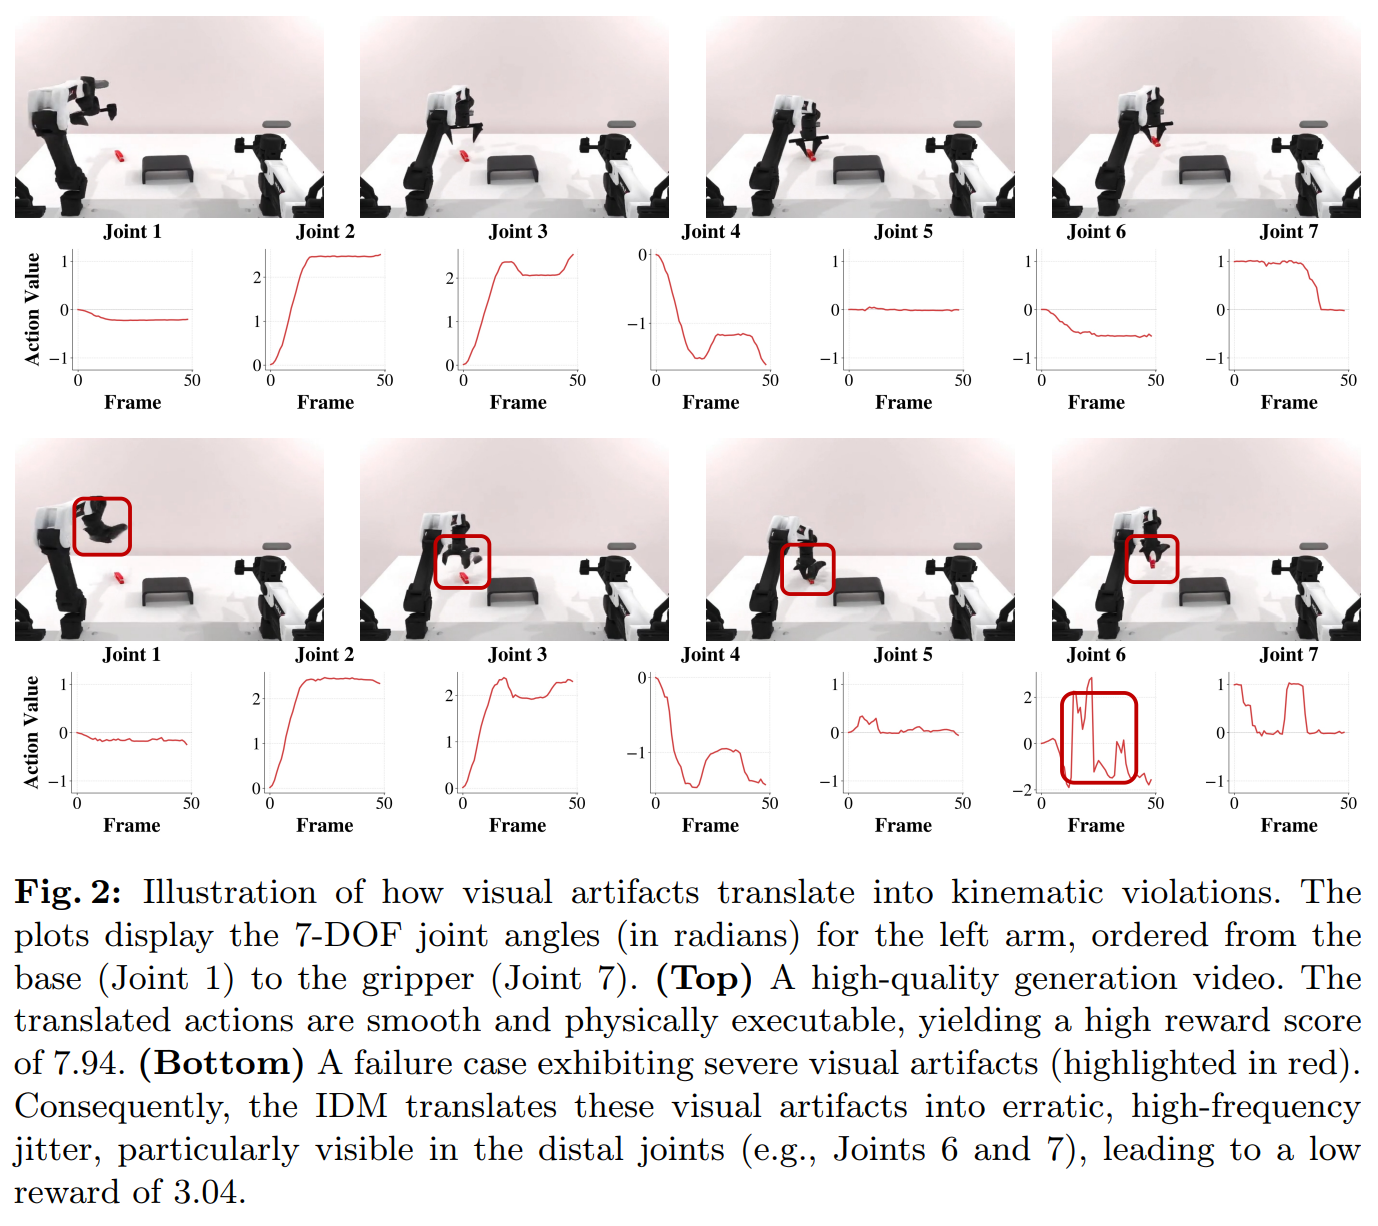 Joint 1 Joint 2 Joint 3 Joint 4 Joint 5 Joint 6 Joint 7
Action Value
1 0 −1 0 50
2 1 0 0 50
2 1 0 0 50
0 −1 0 50
1 0 −1 0 50
1 0 −1 0 50
1 0 −1 0 50
Frame Frame Frame Frame Frame Frame Frame
Joint 1 Joint 2 Joint 3 Joint 4 Joint 5 Joint 6 Joint 7
Action Value
1 0 −1 0 50
2 1 0 0 50
2 1 0 0 50
0 −1 0 50
1 0 −1 0 50
2 0 −2 0 50
1 0 −1 0 50
Frame Frame Frame Frame Frame Frame Frame
Fig. 2: Illustration of how visual artifacts translate into kinematic violations. The
plots display the 7-DOF joint angles (in radians) for the left arm, ordered from the
base (Joint 1) to the gripper (Joint 7). (Top) A high-quality generation video. The
translated actions are smooth and physically executable, yielding a high reward score
of 7.94. (Bottom) A failure case exhibiting severe visual artifacts (highlighted in red).
Consequently, the IDM translates these visual artifacts into erratic, high-frequency
jitter, particularly visible in the distal joints (e.g., Joints 6 and 7), leading to a low
reward of 3.04.